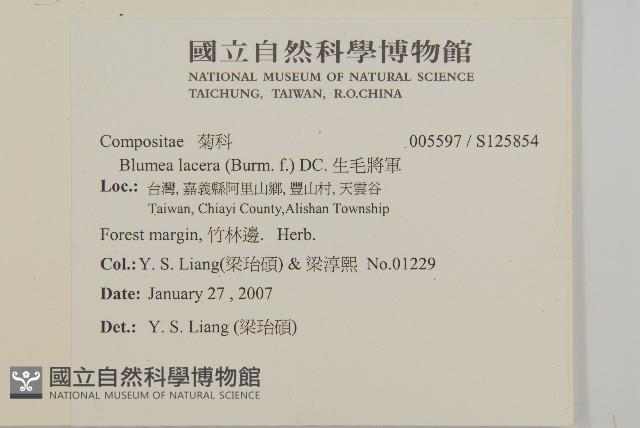 國立自然科學博物館
NATIONAL MUSEUM OF NATURAL SCIENCE
TAICHUNG, TAIWAN, R.O.CHINA
Compositae 菊科 005597 / S125854
Blumea lacera (Burm. f.) DC. 生毛將軍
Loc.: 台灣, 嘉義縣阿里山鄉, 豐山村, 天雲谷
Taiwan, Chiayi County,Alishan Township
Forest margin, 竹林邊. Herb.
Col.: Y. S. Liang(梁珆碩) & 梁淳熙 No.01229
Date: January 27 , 2007
Det.: Y. S. Liang (梁珆碩)
國立自然科學博物館
NATIONAL MUSEUM OF NATURAL SCIENCE